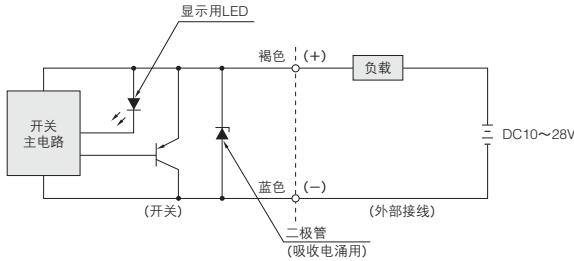 显示用LED
褐色 (+)
负载
开关
主电路
DC10～28V
蓝色 (−)
(开关)
(外部接线)
二极管
(吸收电涌用)